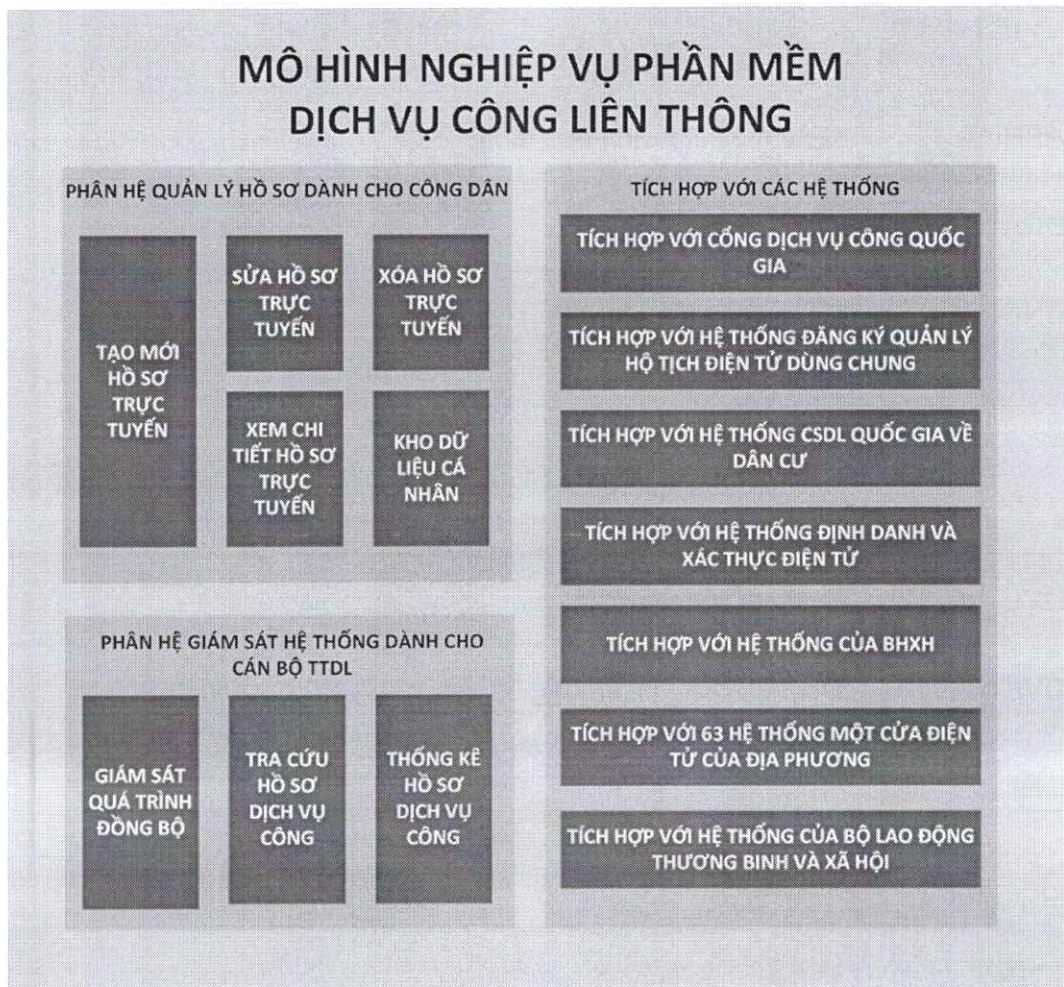 MÔ HÌNH NGHIỆP VỤ PHẦN MỀM
DỊCH VỤ CÔNG LIÊN THÔNG
PHÂN HỆ QUẢN LÝ HỒ SƠ DÀNH CHO CÔNG DÂN
TẠO MỚI
HỒ SƠ
TRỰC
TUYẾN
SỬA HỒ SƠ
TRỰC
TUYẾN
XÓA HỒ SƠ
TRỰC
TUYẾN
XEM CHI
TIẾT HỒ SƠ
TRỰC
TUYẾN
KHO DỮ
LIỆU CÁ
NHÂN
PHÂN HỆ GIÁM SÁT HỆ THỐNG DÀNH CHO
CÁN BỘ TTDL
GIÁM SÁT
QUÁ TRÌNH
ĐỒNG BỘ
TRA CỨU
HỒ SƠ
DỊCH VỤ
CÔNG
THỐNG KÊ
HỒ SƠ
DỊCH VỤ
CÔNG
TÍCH HỢP VỚI CÁC HỆ THỐNG
TÍCH HỢP VỚI CỔNG DỊCH VỤ CÔNG QUỐC
GIA
TÍCH HỢP VỚI HỆ THỐNG ĐĂNG KÝ QUẢN LÝ
HỘ TỊCH ĐIỆN TỬ DÙNG CHUNG
TÍCH HỢP VỚI HỆ THỐNG CSDL QUỐC GIA VỀ
DÂN CƯ
TÍCH HỢP VỚI HỆ THỐNG ĐỊNH DANH VÀ
XÁC THỰC ĐIỆN TỬ
TÍCH HỢP VỚI HỆ THỐNG CỦA BHXH
TÍCH HỢP VỚI 63 HỆ THỐNG MỘT CỬA ĐIỆN
TỬ CỦA ĐỊA PHƯƠNG
TÍCH HỢP VỚI HỆ THỐNG CỦA BỘ LAO ĐỘNG
THƯƠNG BINH VÀ XÃ HỘI